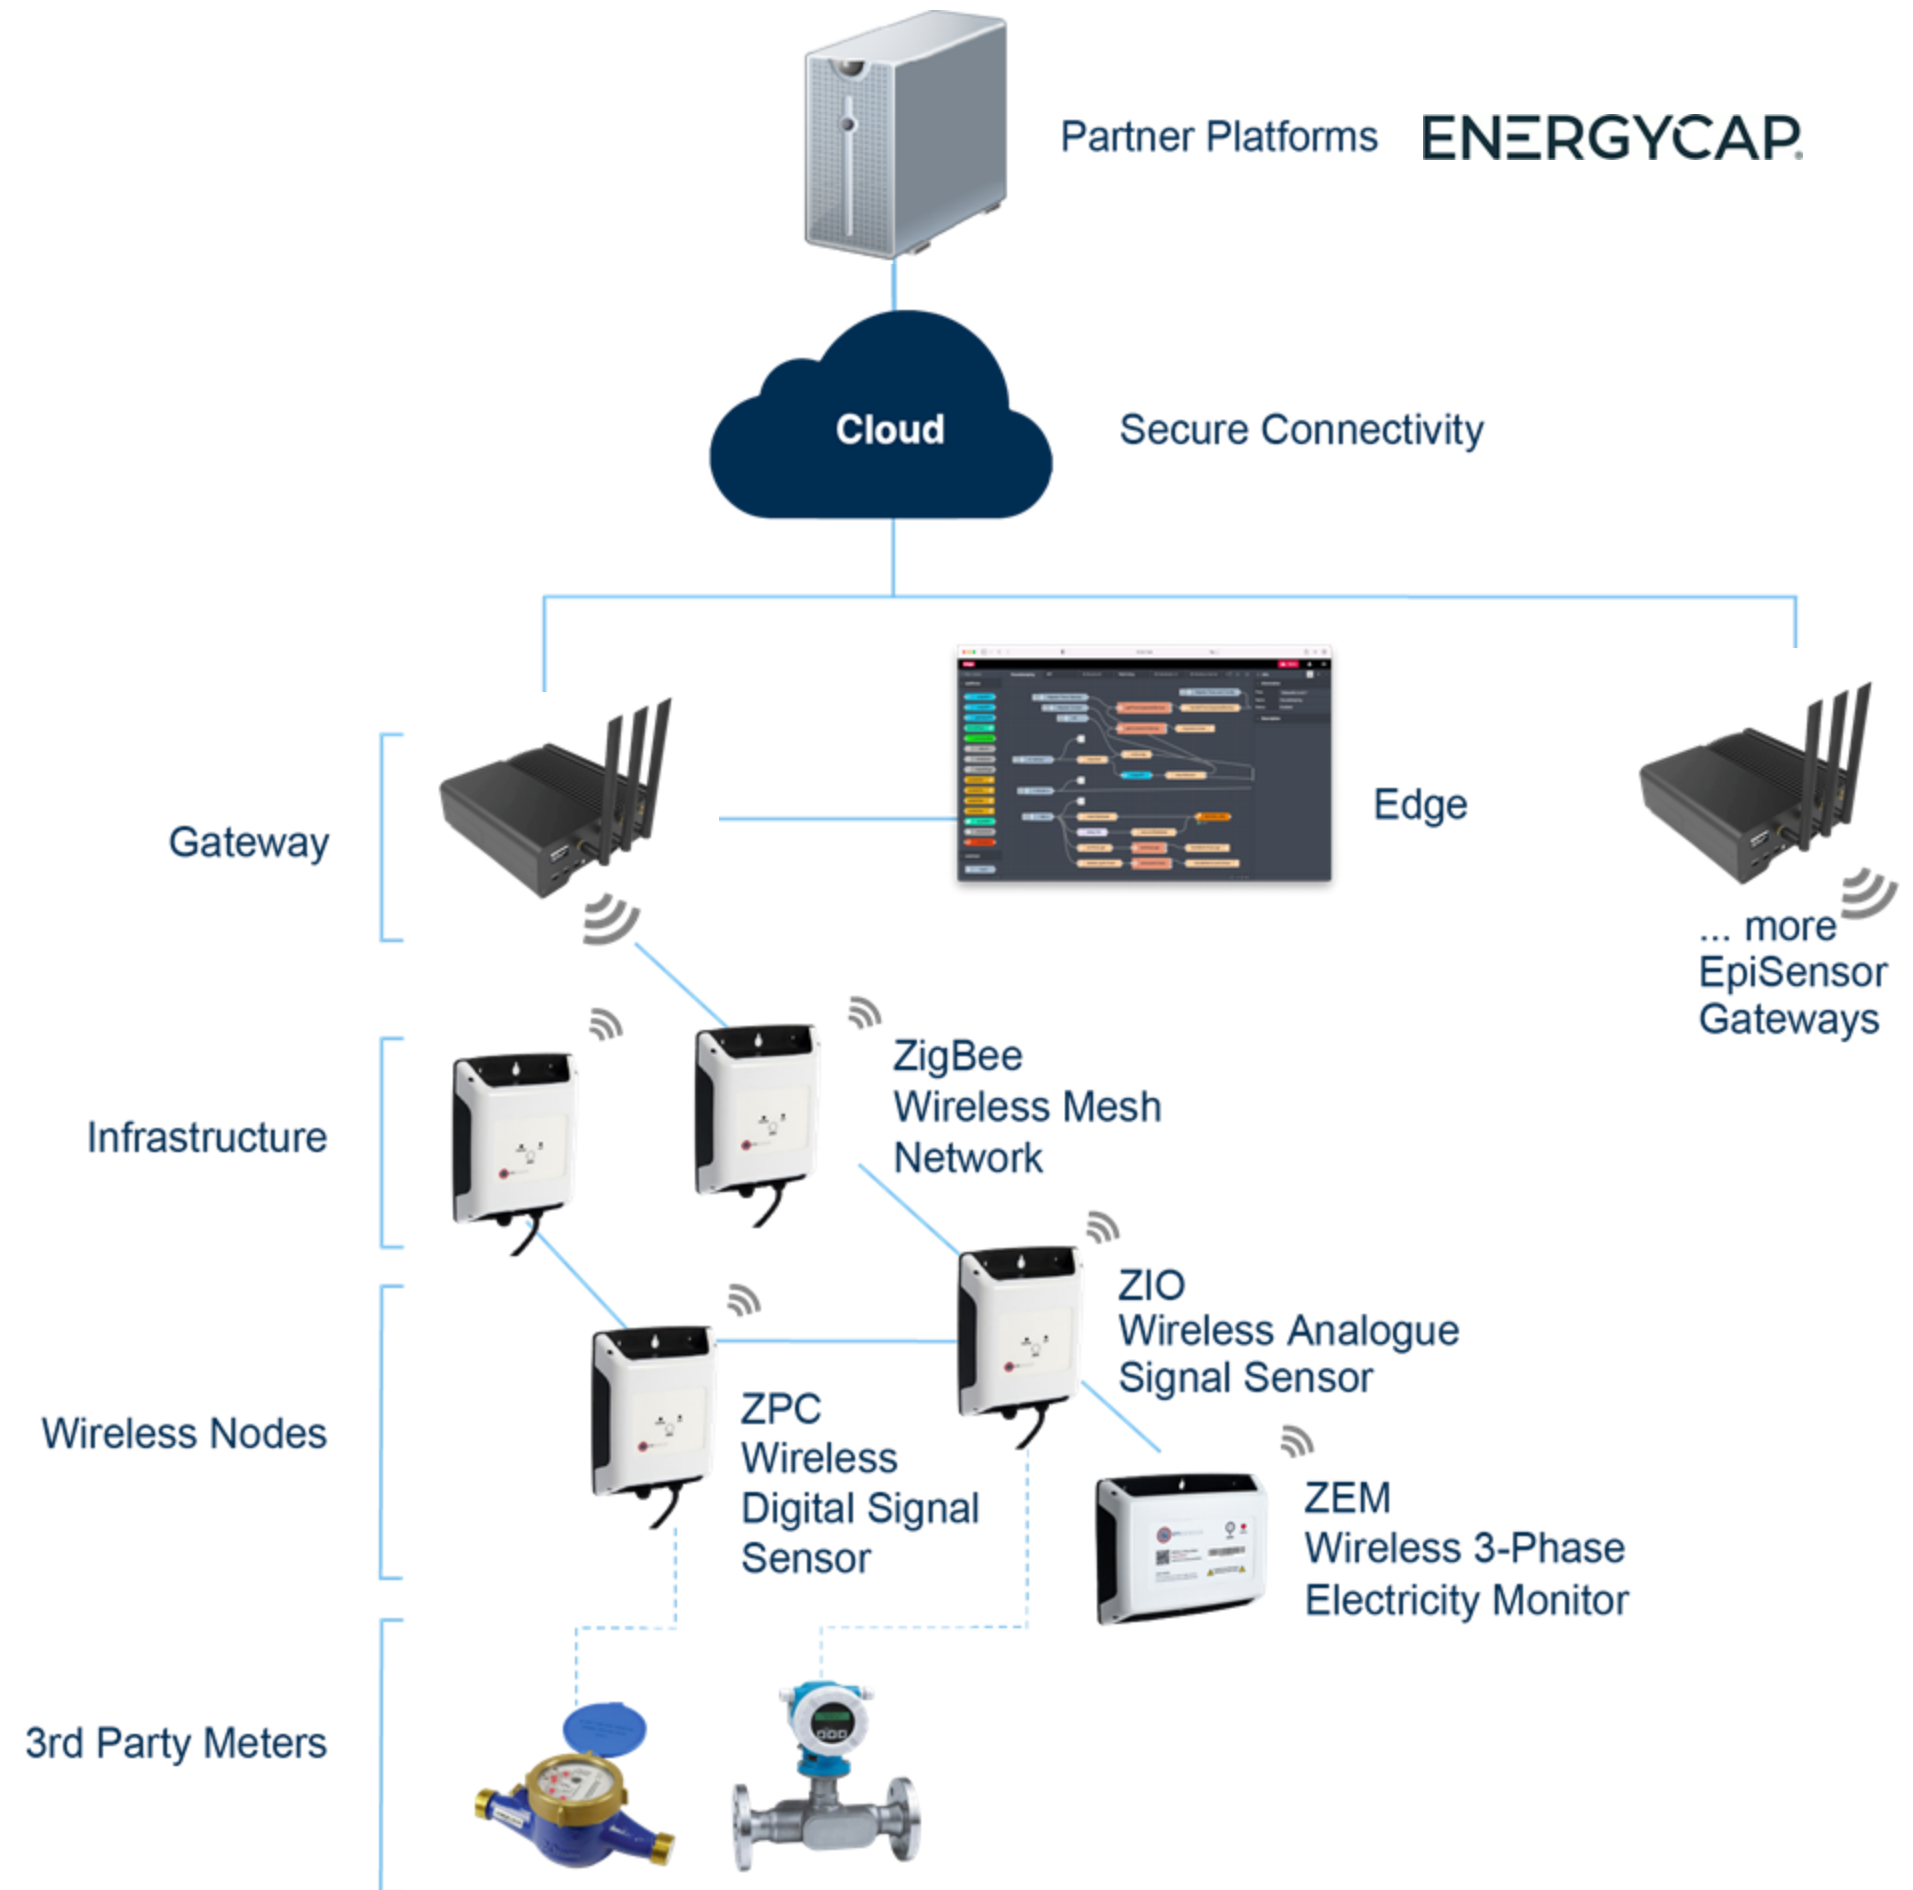 Partner Platforms ENERGYCAP.
Cloud
Secure Connectivity
Gateway
Edge
... more
EpiSensor
Gateways
Infrastructure
ZigBee
Wireless Mesh
Network
Wireless Nodes
ZIO
Wireless Analogue
Signal Sensor
ZPC
Wireless
Digital Signal
Sensor
ZEM
Wireless 3-Phase
Electricity Monitor
3rd Party Meters